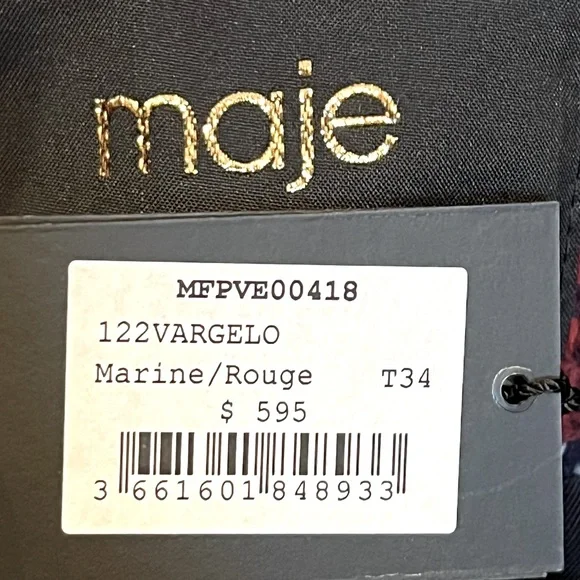 maje
MFPVE00418
122VARGELO
Marine/Rouge T34
$ 595
3 661601 848933